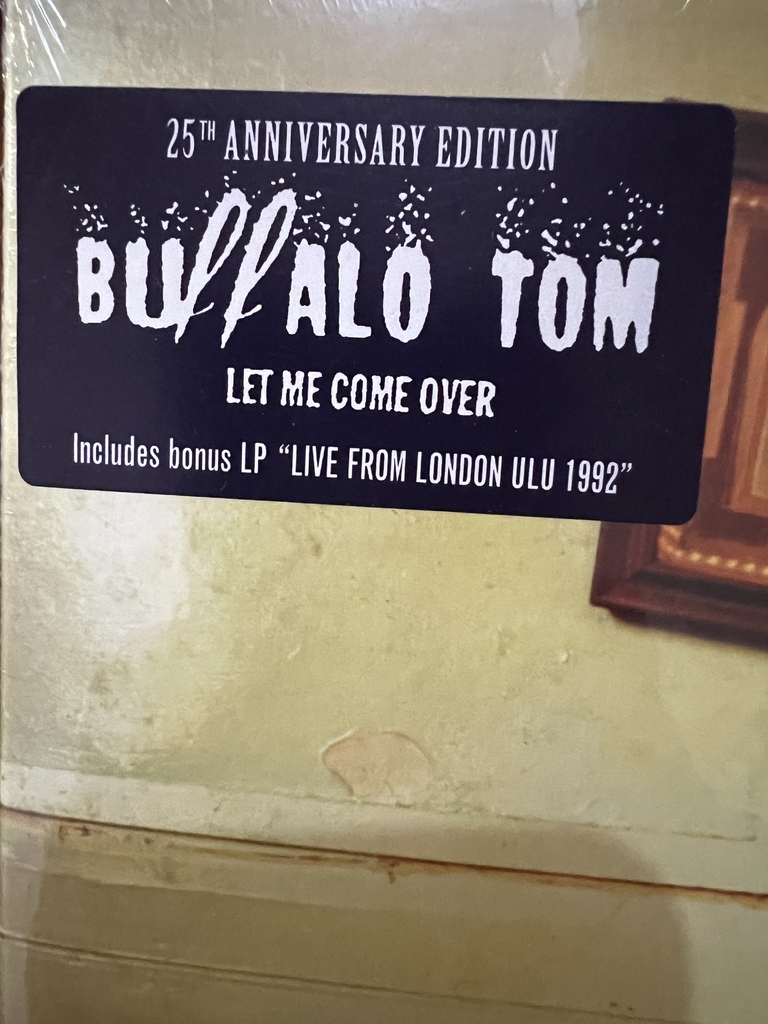 25TH ANNIVERSARY EDITION
BUffALO TOM
LET ME COME OVER
Includes bonus LP “LIVE FROM LONDON ULU 1992”